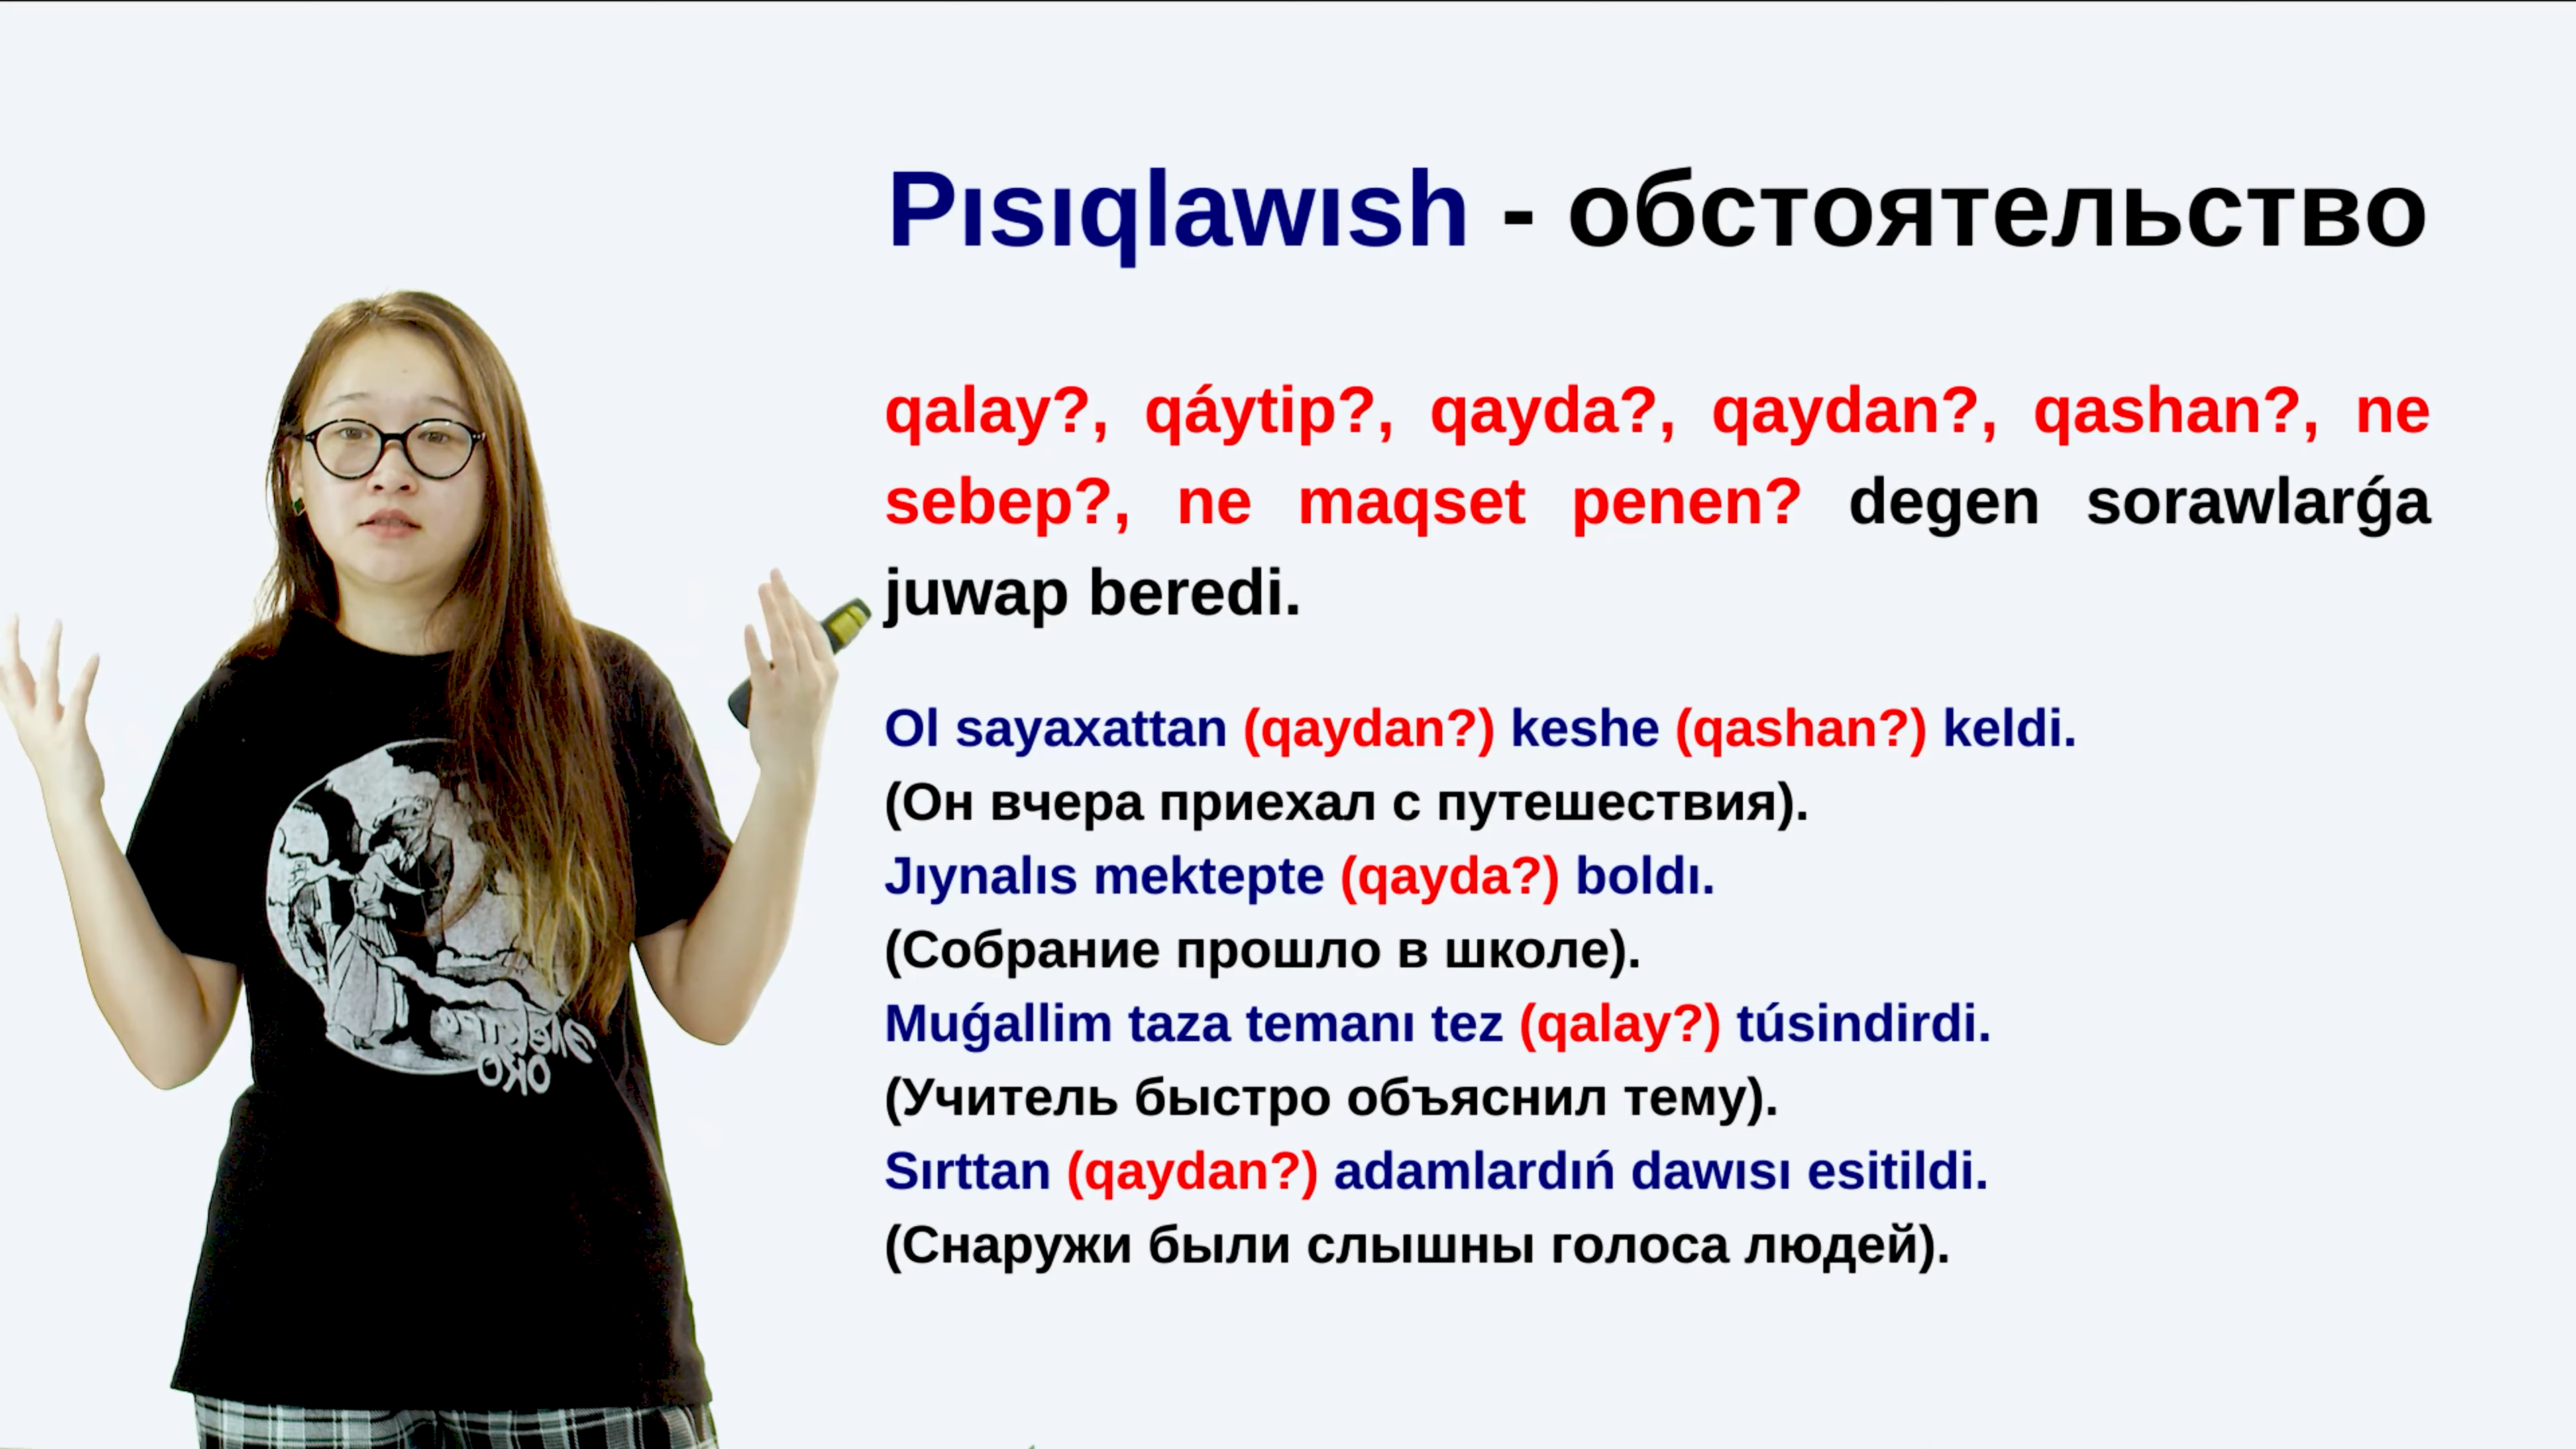 Pısıqlawısh - обстоятельство
qalay?, qáytip?, qayda?, qaydan?, qashan?, ne
sebep?, ne maqset penen? degen sorawlarǵa
juwap beredi.
Ol sayaxattan (qaydan?) keshe (qashan?) keldi.
(Он вчера приехал с путешествия).
Jıynalıs mektepte (qayda?) boldı.
(Собрание прошло в школе).
Muǵallim taza temanı tez (qalay?) túsindirdi.
(Учитель быстро объяснил тему).
Sırttan (qaydan?) adamlardıń dawısı esitildi.
(Снаружи были слышны голоса людей).
электро
око